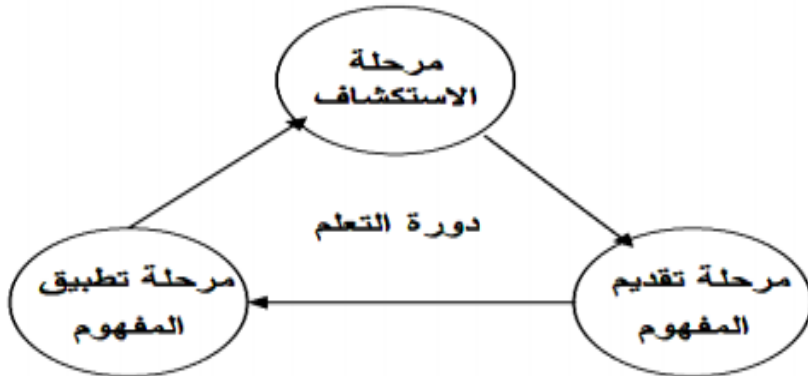 مرحلة
الاستكشاف
دورة التعلم
مرحلة تقديم
المفهوم
مرحلة تطبيق
المفهوم